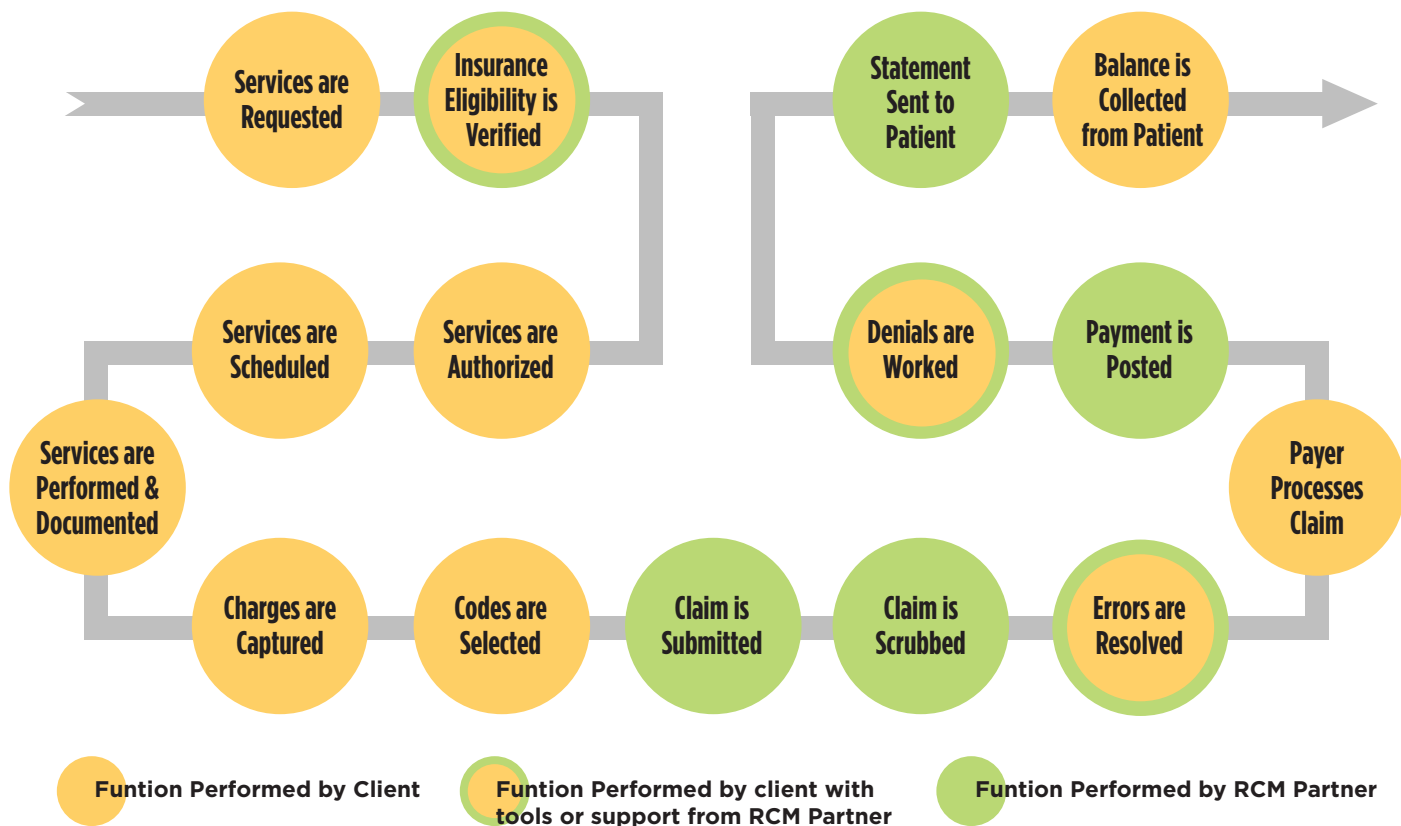 Services are
Requested
Insurance
Eligibility is
Verified
Statement
Sent to
Patient
Balance is
Collected
from Patient
Services are
Scheduled
Services are
Authorized
Denials are
Worked
Payment is
Posted
Services are
Performed &
Documented
Payer
Processes
Claim
Charges are
Captured
Codes are
Selected
Claim is
Submitted
Claim is
Scrubbed
Errors are
Resolved
Funtion Performed by Client
Funtion Performed by client with
tools or support from RCM Partner
Funtion Performed by RCM Partner